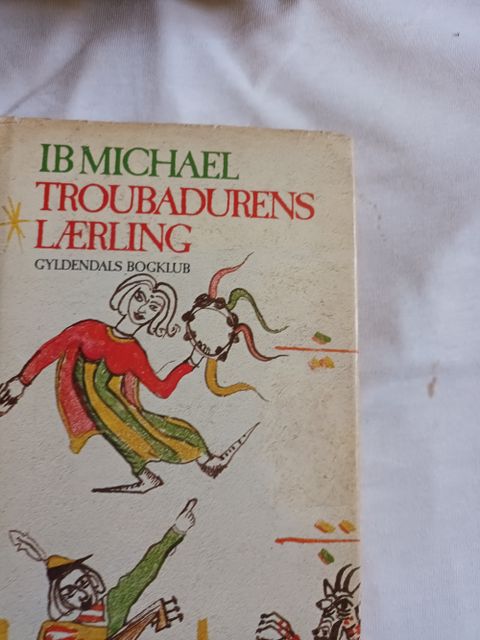 IB MICHAEL
TROUBADURENS
LÆRLING
GYLDENDALS BOGKLUB